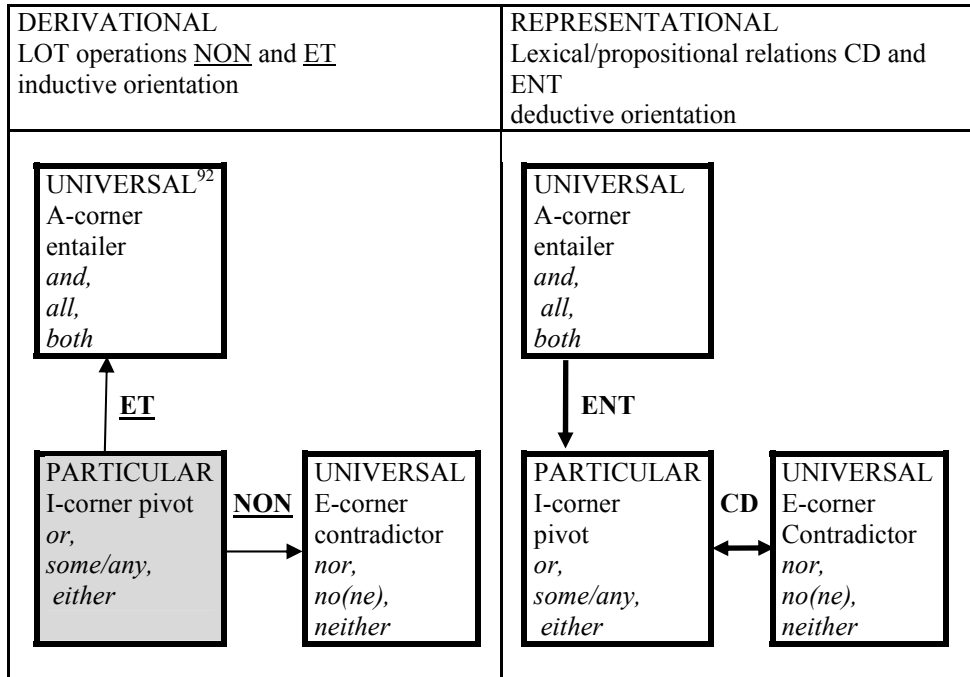 DERIVATIONAL
LOT operations NON and ET
inductive orientation
REPRESENTATIONAL
Lexical/propositional relations CD and
ENT
deductive orientation
UNIVERSAL92
A-corner
entailer
and,
all,
both
ET
PARTICULAR
I-corner pivot
or,
some/any,
either
NON
UNIVERSAL
E-corner
contradictor
nor,
no(ne),
neither
UNIVERSAL
A-corner
entailer
and,
all,
both
ENT
PARTICULAR
I-corner
pivot
or,
some/any,
either
CD
UNIVERSAL
E-corner
Contradictor
nor,
no(ne),
neither